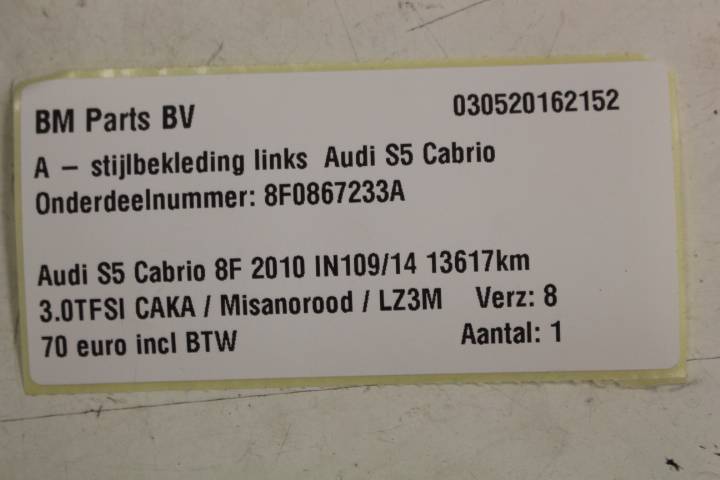 BM Parts BV 030520162152
A - stijlbekleding links Audi S5 Cabrio
Onderdeelnummer: 8F0867233A
Audi S5 Cabrio 8F 2010 IN109/14 13617km
3.0TFSI CAKA / Misanorood / LZ3M Verz: 8
70 euro incl BTW Aantal: 1